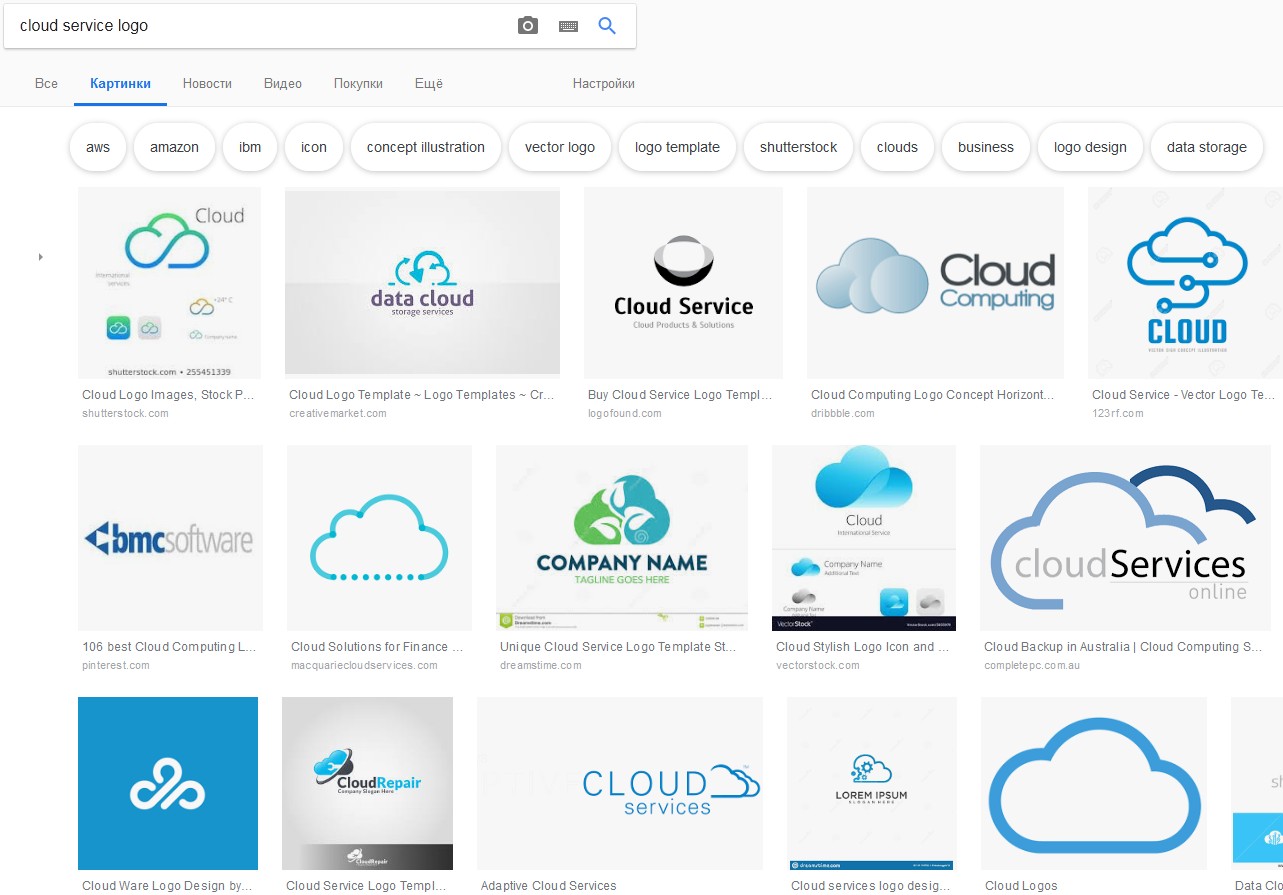 cloud service logo
Все Картинки Новости Видео Покупки Ещё Настройки
aws amazon ibm icon concept illustration vector logo logo template shutterstock clouds business logo design data storage
Cloud
International
services
+24° C
Company name
shutterstock.com • 255451339
data cloud
storage services
Cloud Service
Cloud Products & Solutions
Cloud
Computing
CLOUD
VECTOR SIGN CONCEPT ILLUSTRATION
Cloud Logo Images, Stock P...
shutterstock.com
Cloud Logo Template ~ Logo Templates ~ Cr...
creativemarket.com
Buy Cloud Service Logo Templ...
logofound.com
Cloud Computing Logo Concept Horizont...
dribbble.com
Cloud Service - Vector Logo Te...
123rf.com
bmcsoftware
COMPANY NAME
TAGLINE GOES HERE
Download from
Dreamstime.com
Cloud
International Service
Company Name
Additional Text
Company Name
VectorStock
cloudServices
online
106 best Cloud Computing L...
pinterest.com
Cloud Solutions for Finance ...
macquariecloudservices.com
Unique Cloud Service Logo Template St...
dreamstime.com
Cloud Stylish Logo Icon and ...
vectorstock.com
Cloud Backup in Australia | Cloud Computing S...
completepc.com.au
CloudRepair
Company Slogan Here
CloudRepair
CLOUD
services
LOREM IPSUM
SLOGAN HERE
dreamstime.com
Cloud Ware Logo Design by...
Cloud Service Logo Templ...
Adaptive Cloud Services
Cloud services logo desig...
Cloud Logos
Data Clo